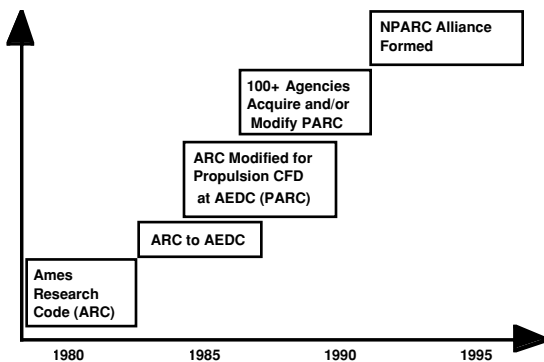 NPARC Alliance
Formed
100+ Agencies
Acquire and/or
Modify PARC
ARC Modified for
Propulsion CFD
at AEDC (PARC)
ARC to AEDC
Ames
Research
Code (ARC)
1980 1985 1990 1995